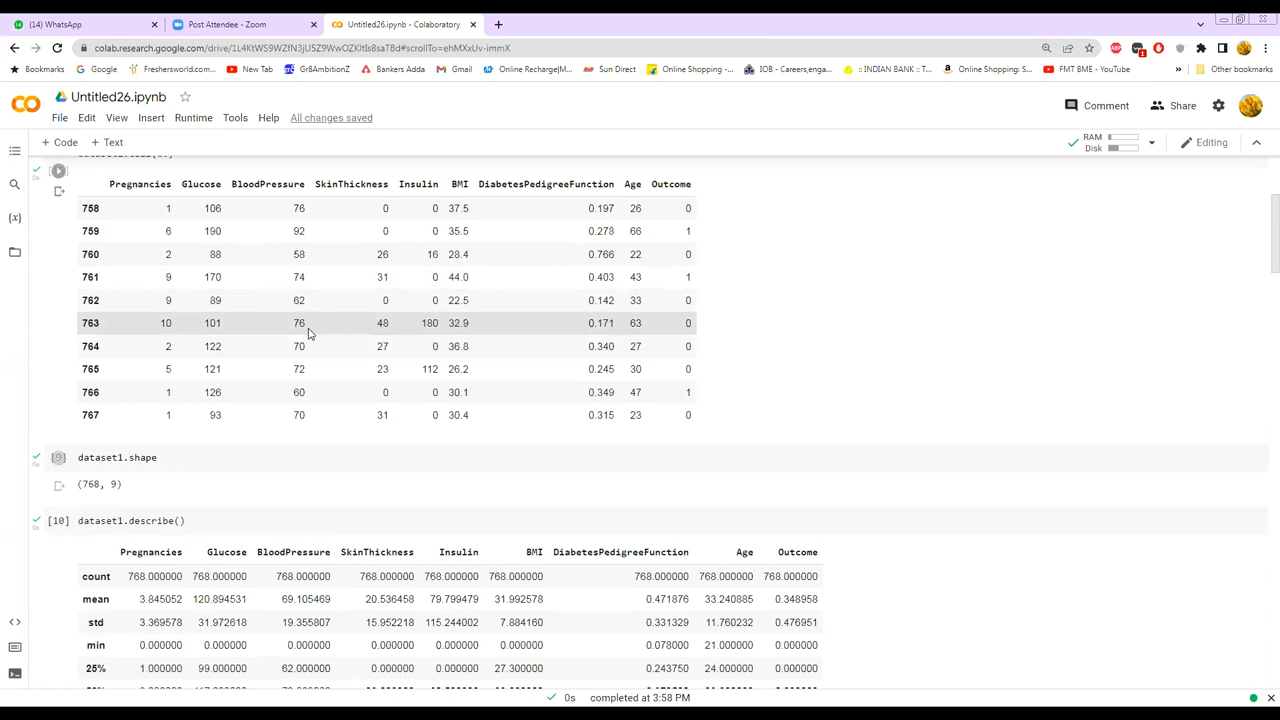 (14) WhatsApp
Post Attendee - Zoom
Untitled26.ipynb - Colaboratory
colab.research.google.com/drive/1L4KtWS9WZfN3jU5Z9WwOZKltIs8saTBd#scrollTo=ehMXxUv-immX
Bookmarks Google Freshersworld.com... New Tab Gr8AmbitionZ Bankers Adda Gmail Online Recharge|M... Sun Direct Online Shopping -... IOB - Careers,enga... :: INDIAN BANK :: T... Online Shopping: S... FMT BME - YouTube » Other bookmarks
Untitled26.ipynb
Comment Share
File Edit View Insert Runtime Tools Help All changes saved
+ Code + Text
RAM
Disk
Editing
Pregnancies Glucose BloodPressure SkinThickness Insulin BMI DiabetesPedigreeFunction Age Outcome
758 1 106 76 0 0 37.5 0.197 26 0
759 6 190 92 0 0 35.5 0.278 66 1
760 2 88 58 26 16 28.4 0.766 22 0
761 9 170 74 31 0 44.0 0.403 43 1
762 9 89 62 0 0 22.5 0.142 33 0
763 10 101 76 48 180 32.9 0.171 63 0
764 2 122 70 27 0 36.8 0.340 27 0
765 5 121 72 23 112 26.2 0.245 30 0
766 1 126 60 0 0 30.1 0.349 47 1
767 1 93 70 31 0 30.4 0.315 23 0
[9] dataset1.shape
(768, 9)
[10] dataset1.describe()
Pregnancies Glucose BloodPressure SkinThickness Insulin BMI DiabetesPedigreeFunction Age Outcome
count 768.000000 768.000000 768.000000 768.000000 768.000000 768.000000 768.000000 768.000000 768.000000
mean 3.845052 120.894531 69.105469 20.536458 79.799479 31.992578 0.471876 33.240885 0.348958
std 3.369578 31.972618 19.355807 15.952218 115.244002 7.884160 0.331329 11.760232 0.476951
min 0.000000 0.000000 0.000000 0.000000 0.000000 0.000000 0.078000 21.000000 0.000000
25% 1.000000 99.000000 62.000000 0.000000 0.000000 27.300000 0.243750 24.000000 0.000000
0s completed at 3:58 PM